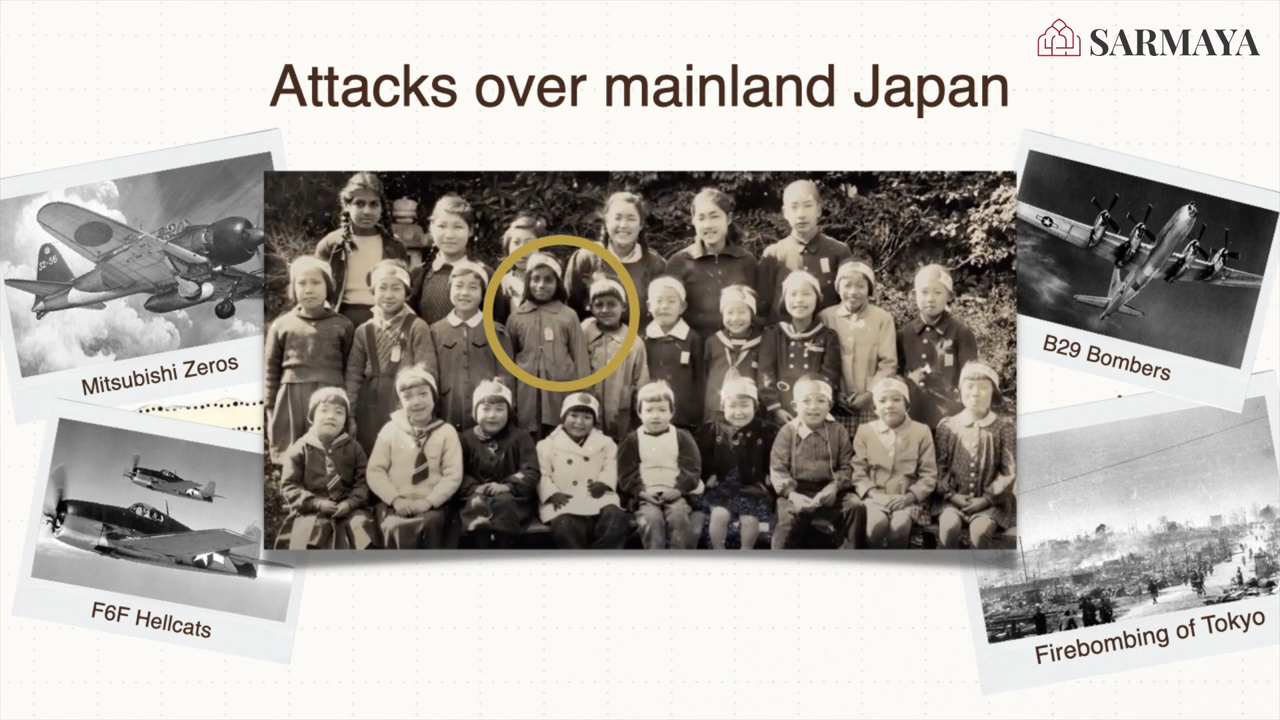 SARMAYA
Attacks over mainland Japan
Mitsubishi Zeros
B29 Bombers
F6F Hellcats
Firebombing of Tokyo